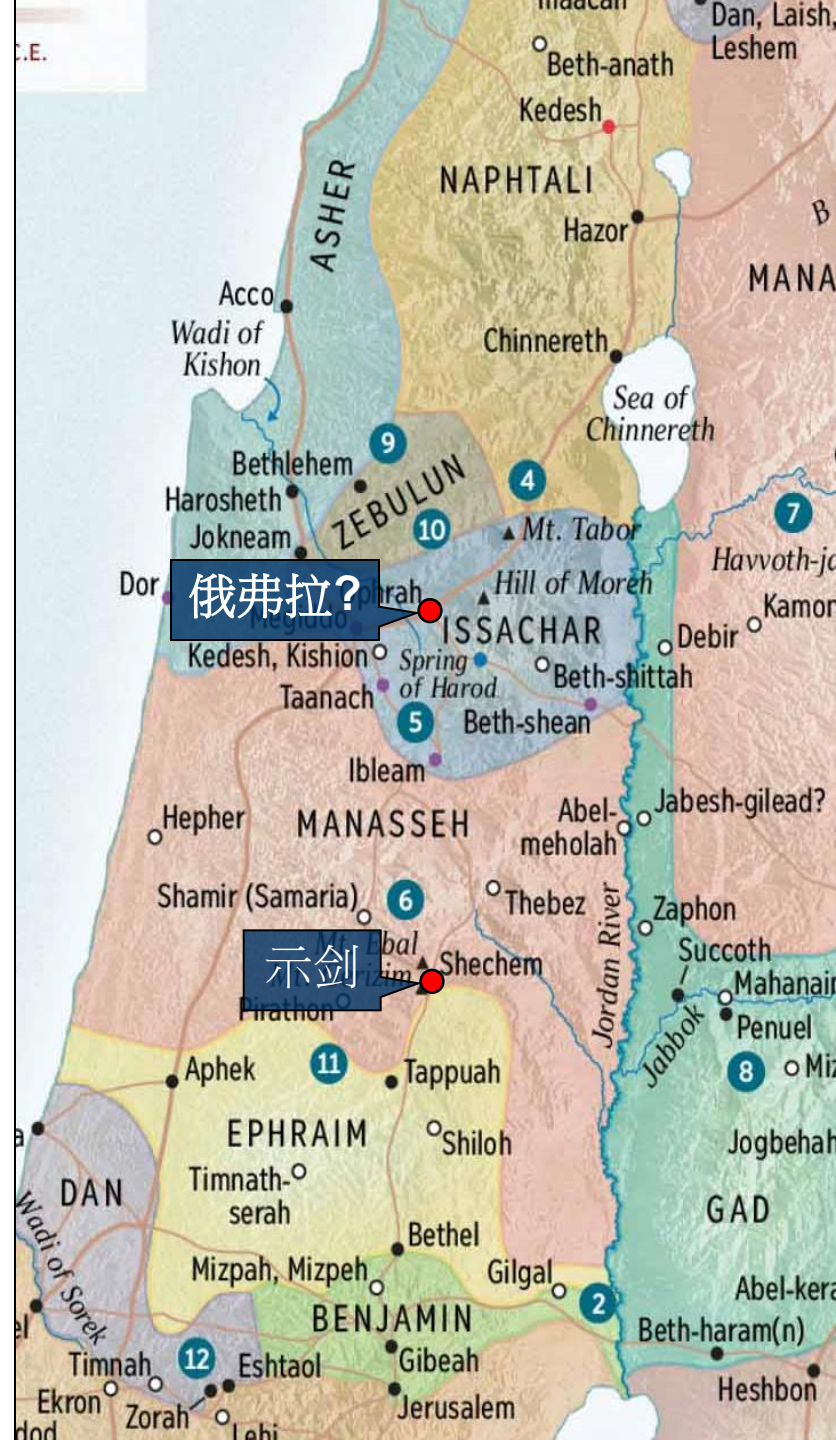 Dan, Laish,
Leshem
C.E.
Beth-anath
Kedesh
NAPHTALI
ASHER
B
Hazor
MANA
Acco
Wadi of
Kishon
Chinnereth
Sea of
Chinnereth
9
Bethlehem
4
ZEBULUN
Harosheth
7
10
Mt. Tabor
Jokneam
Havvoth-ja
Dor
俄弗拉?
Hill of Moreh
Kamon
ISSACHAR
Debir
Kedesh, Kishion
Spring
of Harod
Beth-shittah
Taanach
5
Beth-shean
Ibleam
Hepher
MANASSEH
Abel-
meholah
Jabesh-gilead?
Shamir (Samaria)
6
Thebez
Jordan River
Zaphon
Succoth
示剑
Shechem
Mahanaim
Pirathon
Penuel
Jabbok
11
Aphek
Tappuah
8
Miz
EPHRAIM
Shiloh
Jogbehah
DAN
Timnath-
serah
GAD
Wadi of Sorek
Bethel
Mizpah, Mizpeh
Gilgal
2
Abel-kera
BENJAMIN
Beth-haram(n)
12
Timnah
Eshtaol
Gibeah
Heshbon
Ekron
Zorah
Jerusalem
Lehi